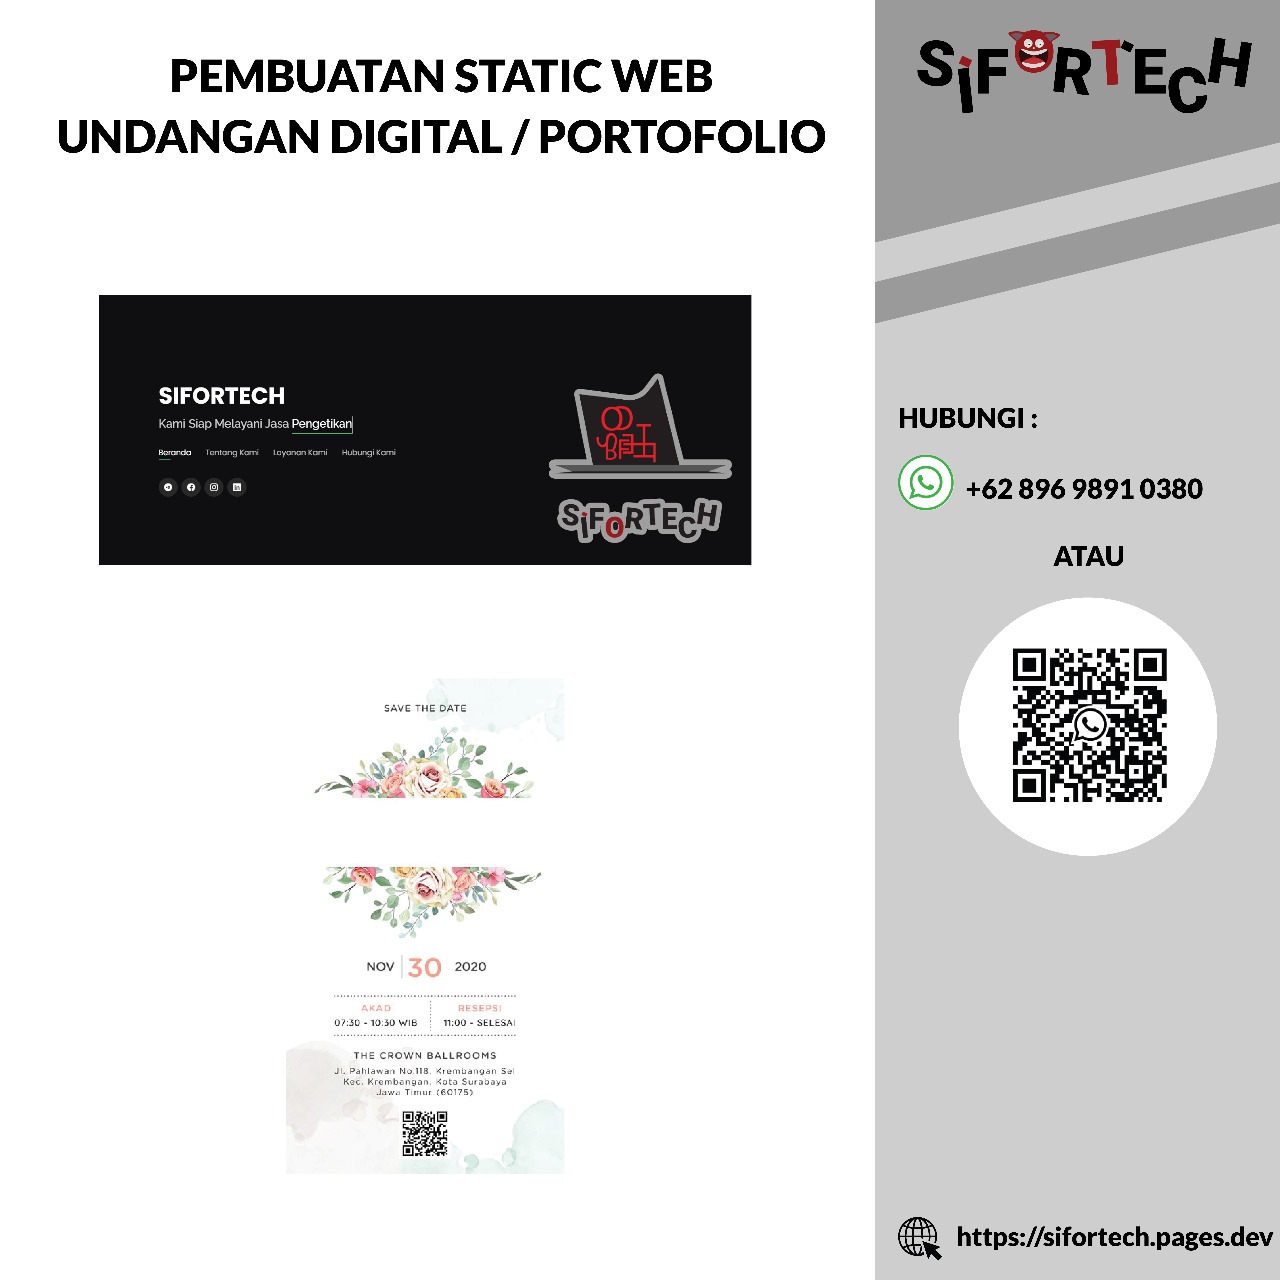 PEMBUATAN STATIC WEB
UNDANGAN DIGITAL / PORTOFOLIO
SIFORTECH
Kami Siap Melayani Jasa Pengetikan
Beranda Tentang Kami Layanan Kami Hubungi Kami
SiFORTECH
SAVE THE DATE
NOV 30 2020
AKAD RESEPSI
07:30 - 10:30 WIB 11:00 - SELESAI
THE CROWN BALLROOMS
Jl. Pahlawan No.118, Krembangan Sel
Kec. Krembangan, Kota Surabaya
Jawa Timur (60175)
SiFORTECH
HUBUNGI :
+62 896 9891 0380
ATAU
https://sifortech.pages.dev